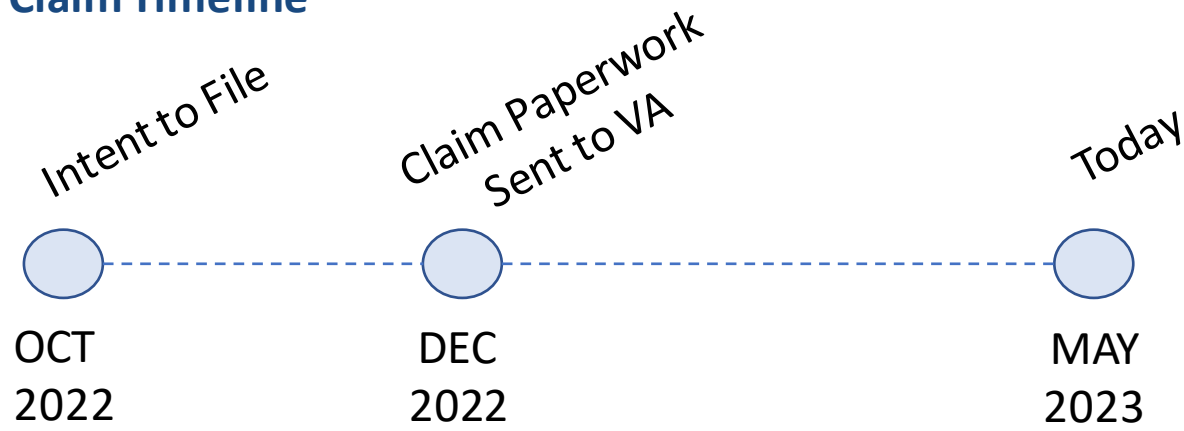 Claim Timeline
Intent to File
Claim Paperwork
Sent to VA
Today
OCT
2022
DEC
2022
MAY
2023